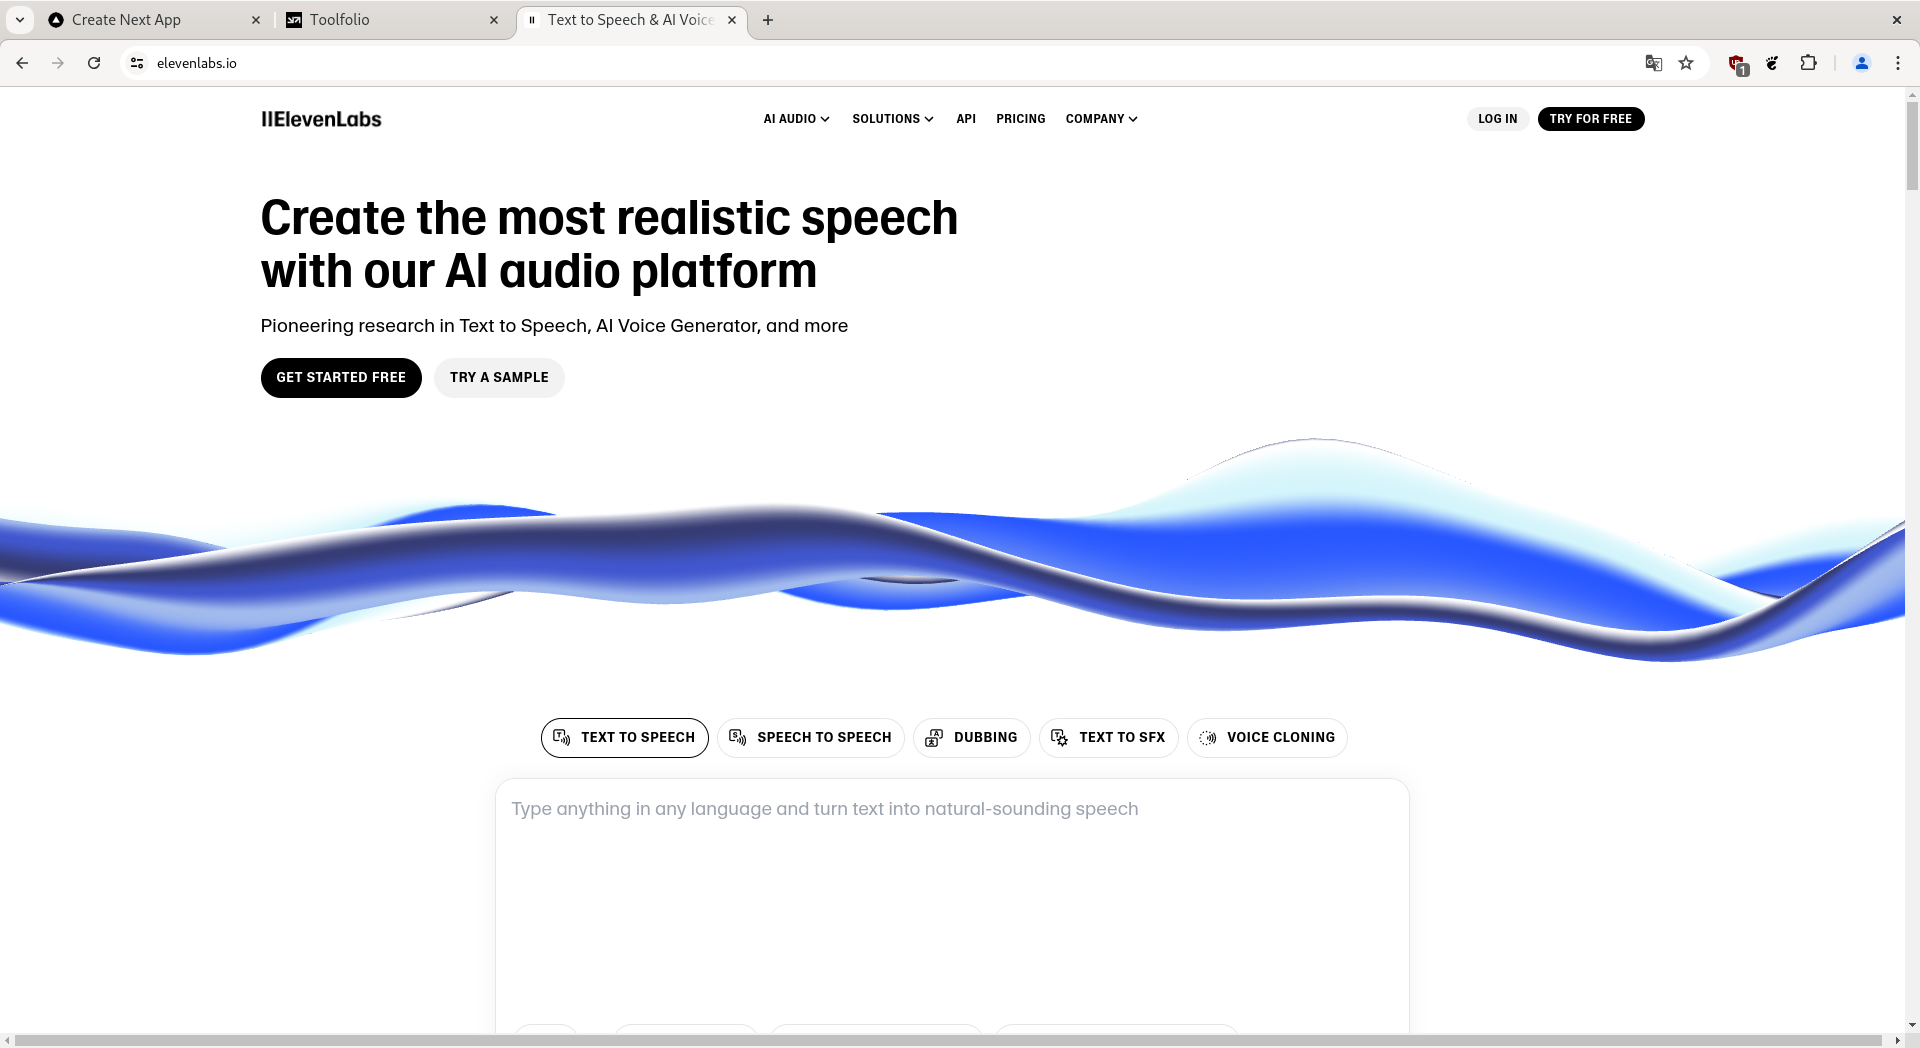 Create Next App
Toolfolio
Text to Speech & AI Voice
elevenlabs.io
1
IIElevenLabs
AI AUDIO
SOLUTIONS
API
PRICING
COMPANY
LOG IN
TRY FOR FREE
Create the most realistic speech
with our AI audio platform
Pioneering research in Text to Speech, AI Voice Generator, and more
GET STARTED FREE
TRY A SAMPLE
TEXT TO SPEECH
SPEECH TO SPEECH
DUBBING
TEXT TO SFX
VOICE CLONING
Type anything in any language and turn text into natural-sounding speech